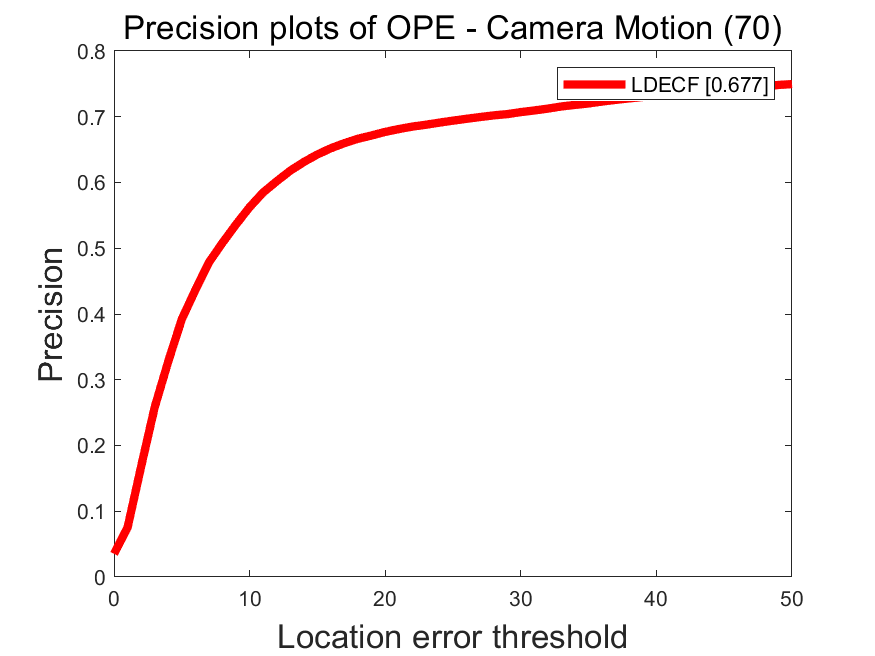 Precision plots of OPE - Camera Motion (70)
LDECF [0.677]
0.8
0.7
0.6
0.5
0.4
0.3
0.2
0.1
0
Precision
0 10 20 30 40 50
Location error threshold